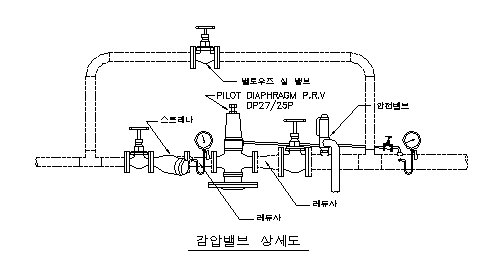 벨로우즈 씰 밸브
PILOT DIAPHRAGM P.R.V
DP27/25P
스트레나
안전밸브
레듀샤
레듀샤
감압밸브 상세도